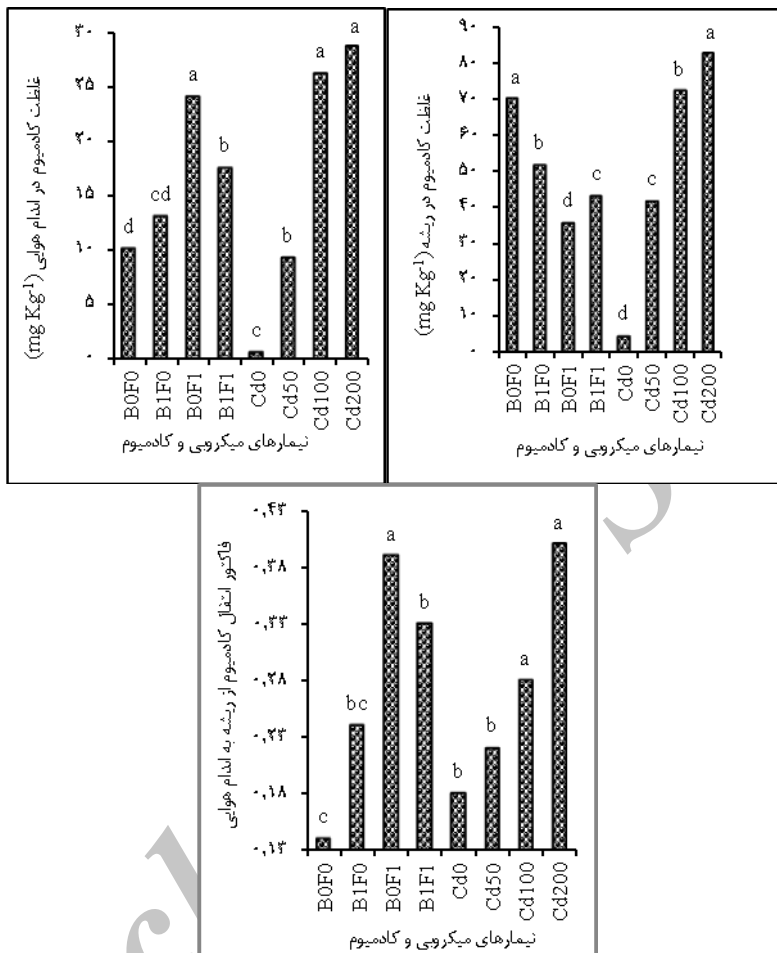 غلظت کادمیوم در اندام هوایی
(mg Kg-1)
۳۰
۲۵
۲۰
۱۵
۱۰
۵
۰
d
cd
a
b
c
b
a
a
B0F0
B1F0
B0F1
B1F1
Cd0
Cd50
Cd100
Cd200
تیمارهای میکروبی و کادمیوم
غلظت کادمیوم در ریشه
(mg Kg-1)
۹۰
۸۰
۷۰
۶۰
۵۰
۴۰
۳۰
۲۰
۱۰
۰
a
b
d
c
d
c
b
a
B0F0
B1F0
B0F1
B1F1
Cd0
Cd50
Cd100
Cd200
تیمارهای میکروبی و کادمیوم
فاکتور انتقال کادمیوم از ریشه به اندام هوایی
۰,۴۳
۰,۳۸
۰,۳۳
۰,۲۸
۰,۲۳
۰,۱۸
۰,۱۳
c
bc
a
b
b
b
a
a
B0F0
B1F0
B0F1
B1F1
Cd0
Cd50
Cd100
Cd200
تیمارهای میکروبی و کادمیوم